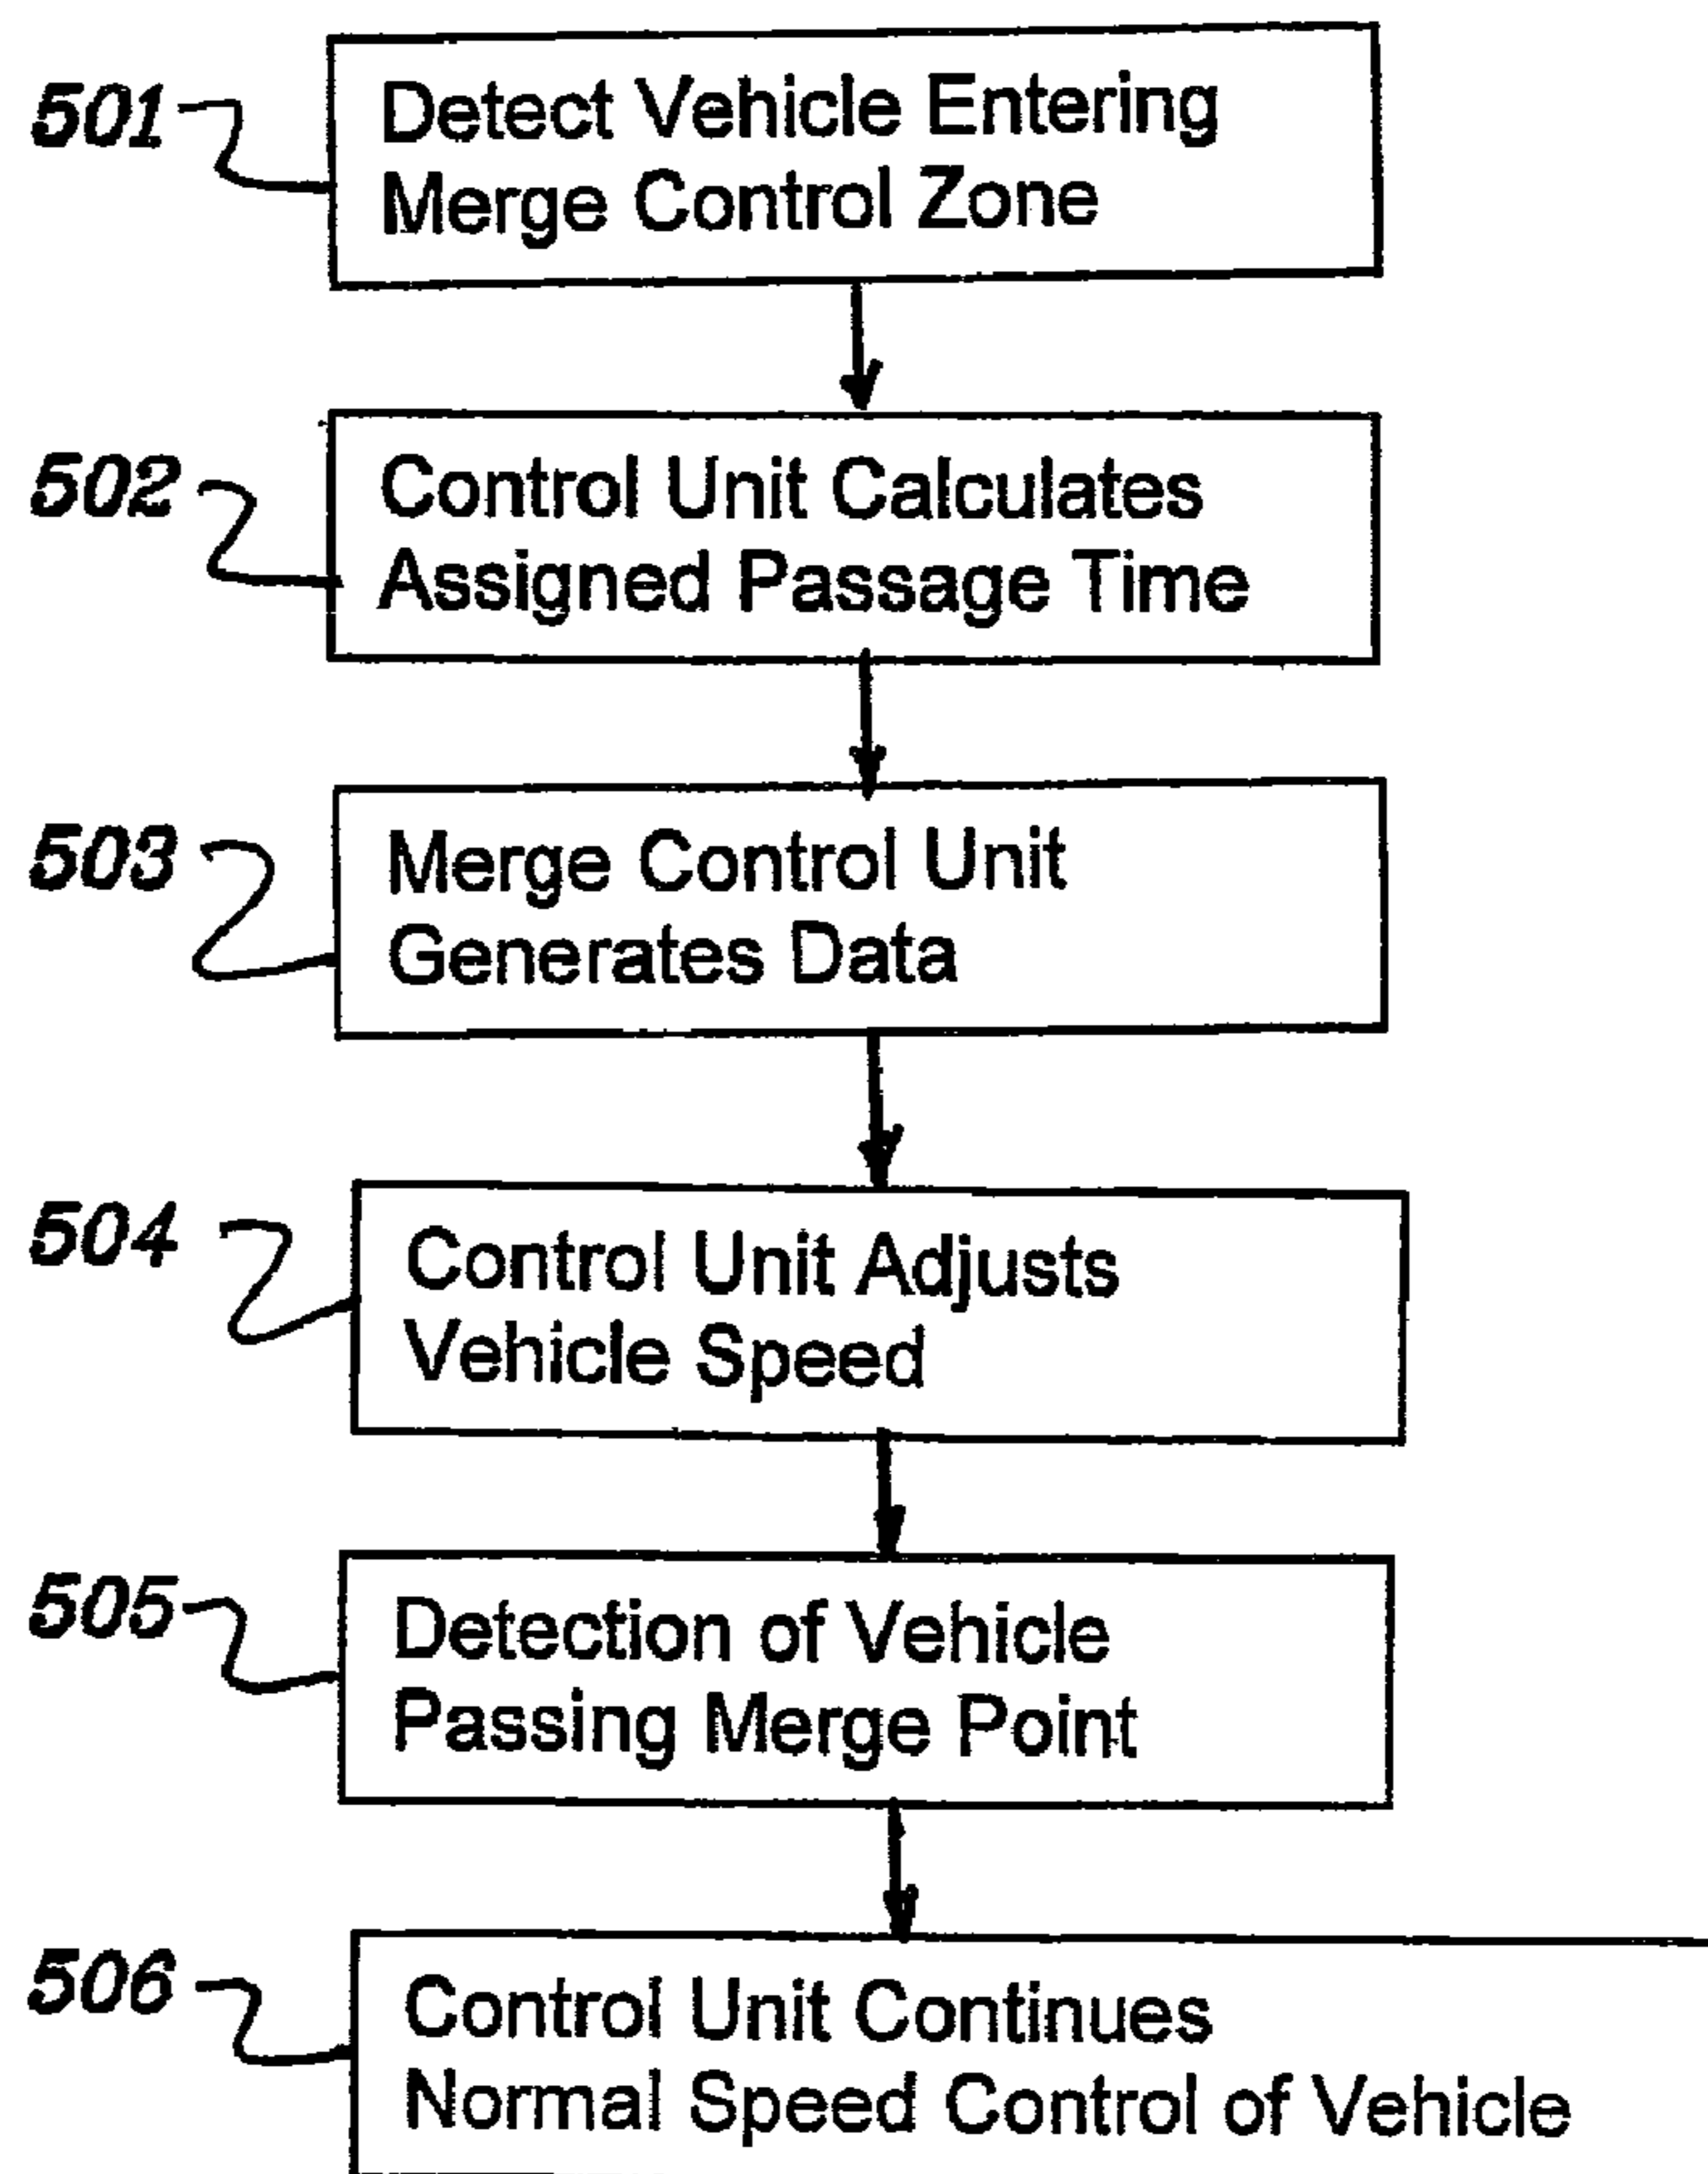 501
Detect Vehicle Entering
Merge Control Zone
502
Control Unit Calculates
Assigned Passage Time
503
Merge Control Unit
Generates Data
504
Control Unit Adjusts
Vehicle Speed
505
Detection of Vehicle
Passing Merge Point
506
Control Unit Continues
Normal Speed Control of Vehicle